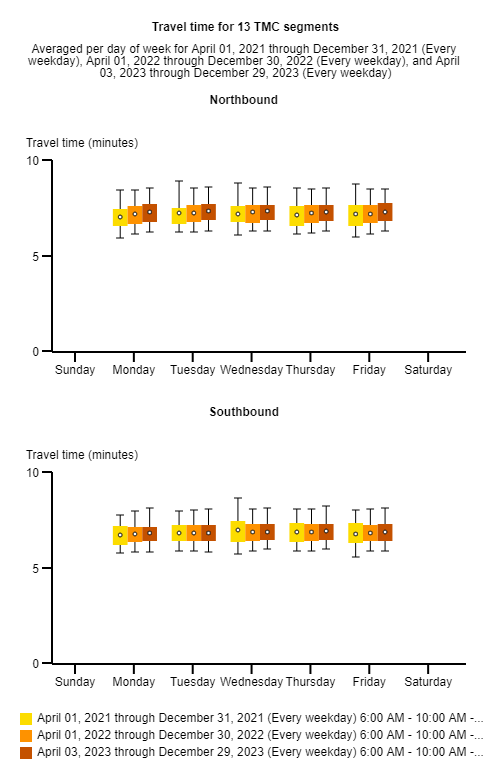 Travel time for 13 TMC segments
Averaged per day of week for April 01, 2021 through December 31, 2021 (Every
weekday), April 01, 2022 through December 30, 2022 (Every weekday), and April
03, 2023 through December 29, 2023 (Every weekday)
Northbound
Travel time (minutes)
10
5
0
Sunday Monday Tuesday Wednesday Thursday Friday Saturday
Southbound
Travel time (minutes)
10
5
0
Sunday Monday Tuesday Wednesday Thursday Friday Saturday
April 01, 2021 through December 31, 2021 (Every weekday) 6:00 AM - 10:00 AM -...
April 01, 2022 through December 30, 2022 (Every weekday) 6:00 AM - 10:00 AM -...
April 03, 2023 through December 29, 2023 (Every weekday) 6:00 AM - 10:00 AM -...